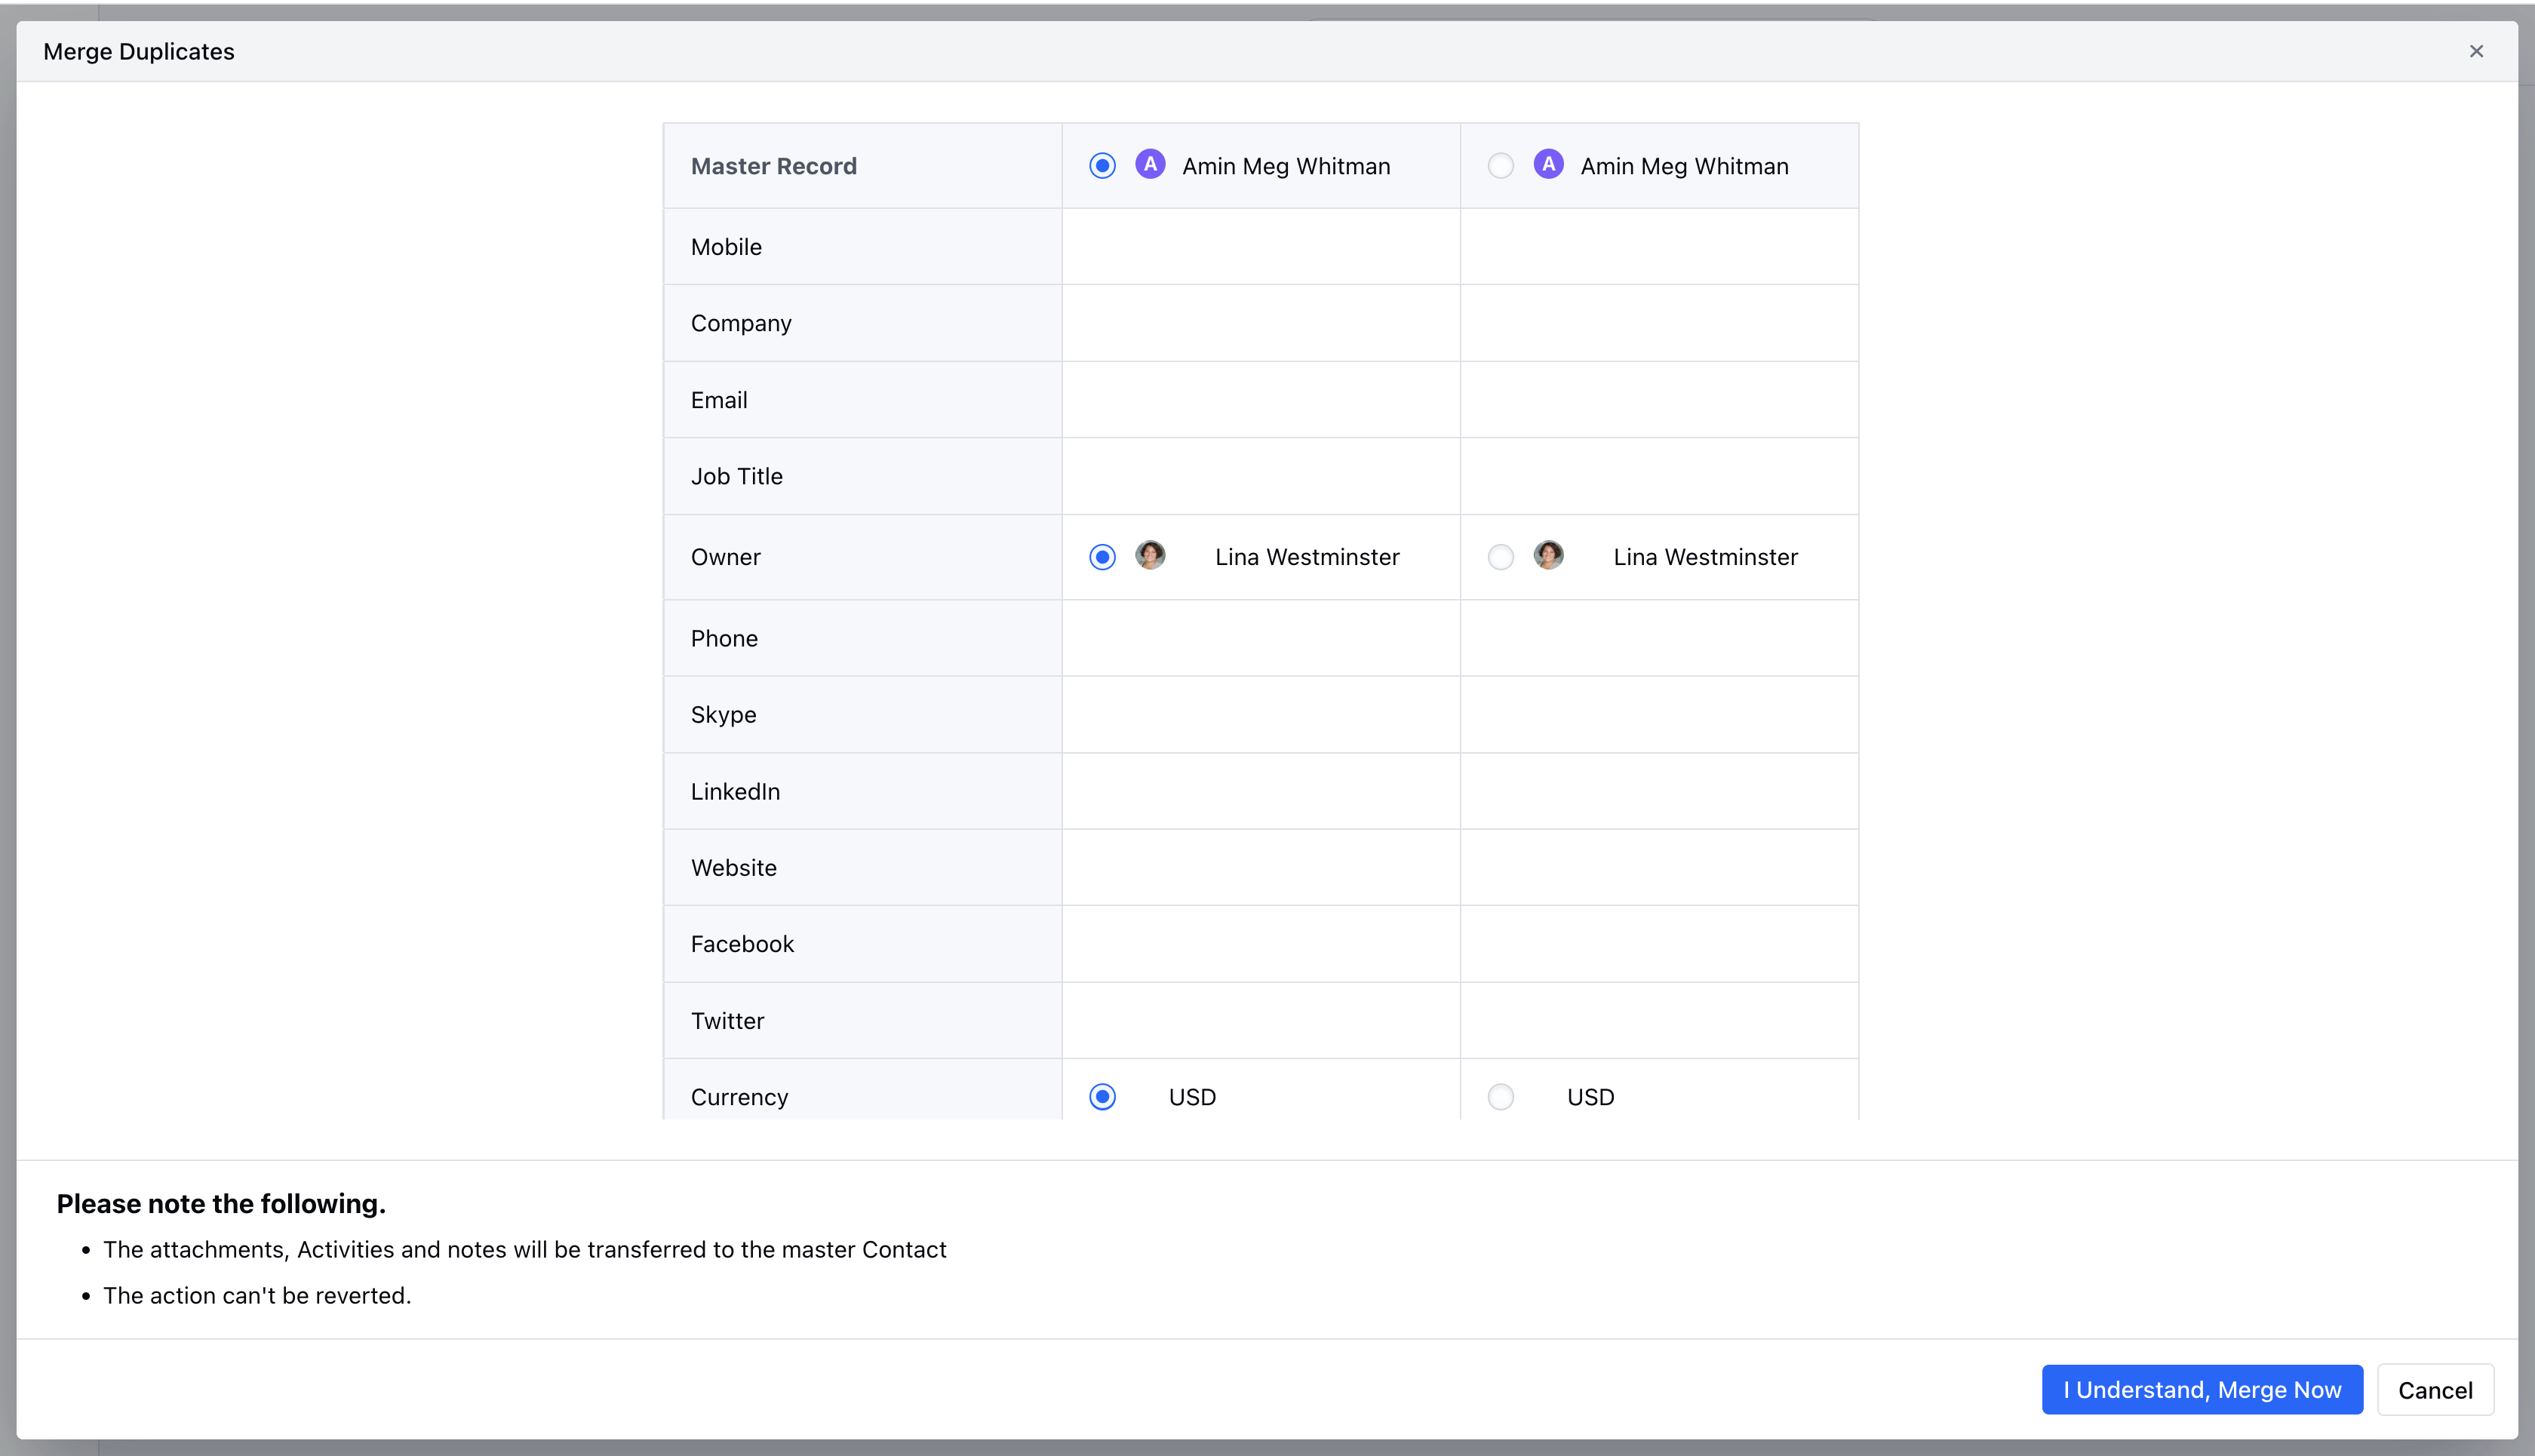 Merge Duplicates
Master Record A Amin Meg Whitman A Amin Meg Whitman
Mobile
Company
Email
Job Title
Owner Lina Westminster Lina Westminster
Phone
Skype
LinkedIn
Website
Facebook
Twitter
Currency USD USD
Please note the following.
• The attachments, Activities and notes will be transferred to the master Contact
• The action can't be reverted.
I Understand, Merge Now Cancel